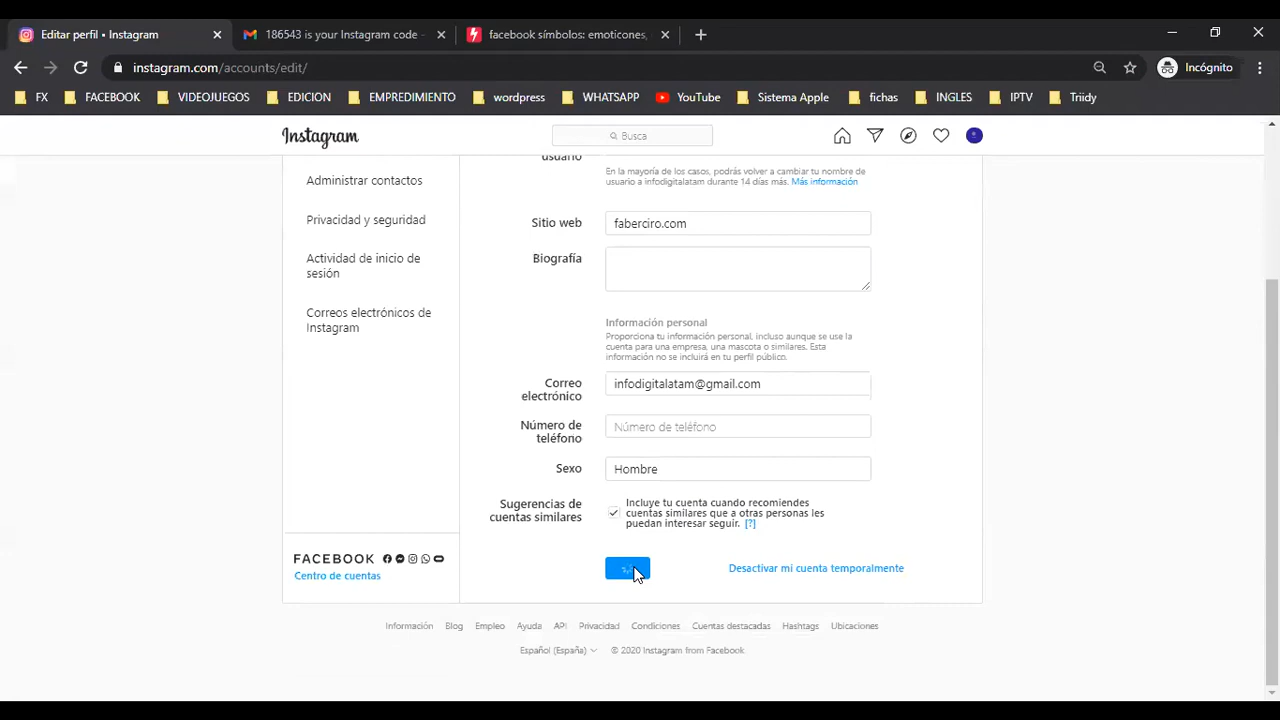 Editar perfil • Instagram
186543 is your Instagram code -
facebook símbolos: emoticones,
instagram.com/accounts/edit/
Incógnito
FX
FACEBOOK
VIDEOJUEGOS
EDICION
EMPREDIMIENTO
wordpress
WHATSAPP
YouTube
Sistema Apple
fichas
INGLES
IPTV
Triidy
Instagram
Busca
Administrar contactos
Privacidad y seguridad
Actividad de inicio de
sesión
Correos electrónicos de
Instagram
FACEBOOK
Centro de cuentas
usuario
En la mayoría de los casos, podrás volver a cambiar tu nombre de
usuario a infodigitalatam durante 14 días más. Más información
Sitio web
faberciro.com
Biografía
Información personal
Proporciona tu información personal, incluso aunque se use la
cuenta para una empresa, una mascota o similares. Esta
información no se incluirá en tu perfil público.
Correo
electrónico
infodigitalatam@gmail.com
Número de
teléfono
Número de teléfono
Sexo
Hombre
Sugerencias de
cuentas similares
Incluye tu cuenta cuando recomiendes
cuentas similares que a otras personas les
puedan interesar seguir. [?]
Desactivar mi cuenta temporalmente
Información
Blog
Empleo
Ayuda
API
Privacidad
Condiciones
Cuentas destacadas
Hashtags
Ubicaciones
Español (España)
© 2020 Instagram from Facebook